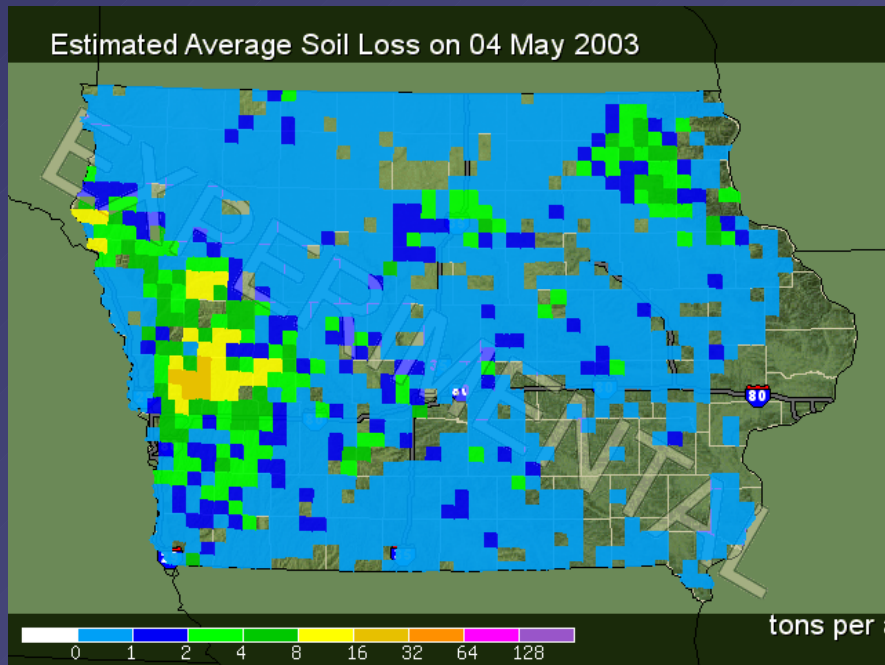 Estimated Average Soil Loss on 04 May 2003
EXPERIMENTAL
80
tons per a
0 1 2 4 8 16 32 64 128